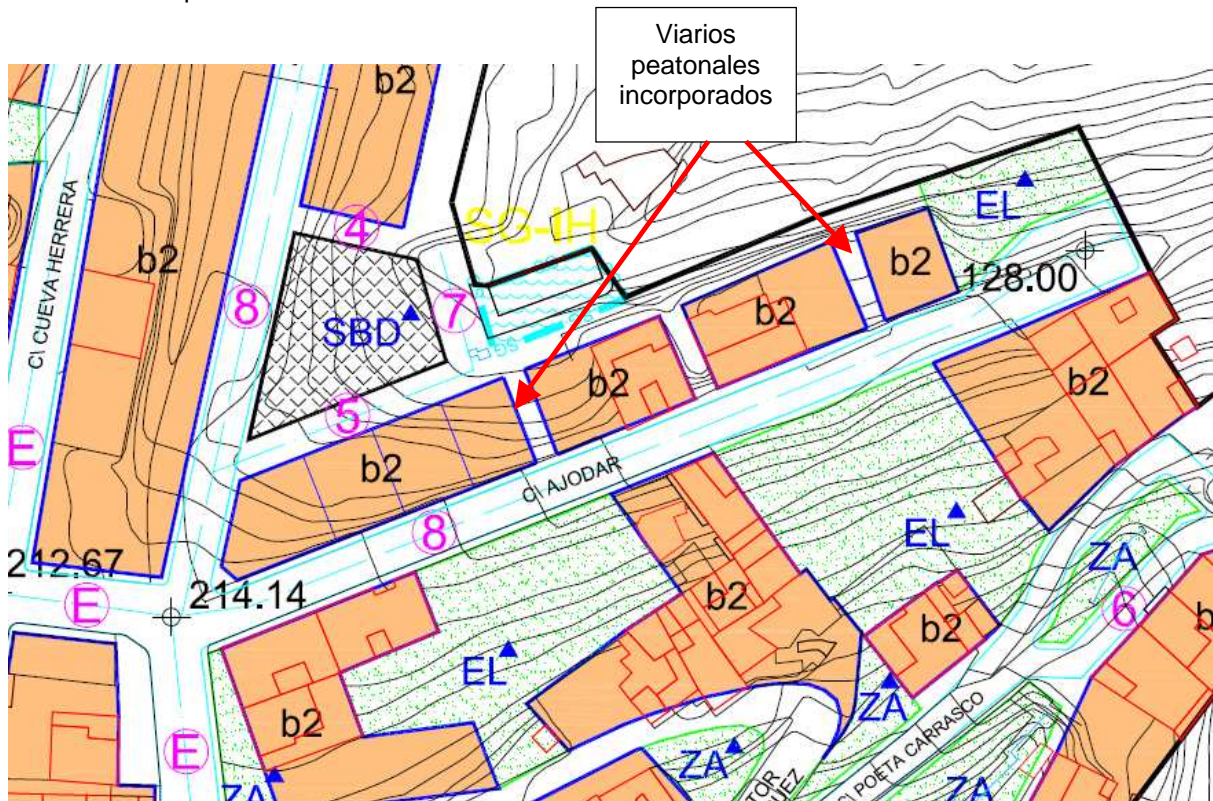 Viarios
peatonales
incorporados
b2
b2
4
SG-IH
EL
C\ CUEVA HERRERA
b2
8
SBD
7
SG
b2
128.00
b2
b2
b2
5
E
b2
C\ AJODAR
8
EL
ZA
212.67
E
214.14
b2
6
b2
EL
b2
ZA
E
ZA
ZA
C\ POETA CARRASCO
ZA